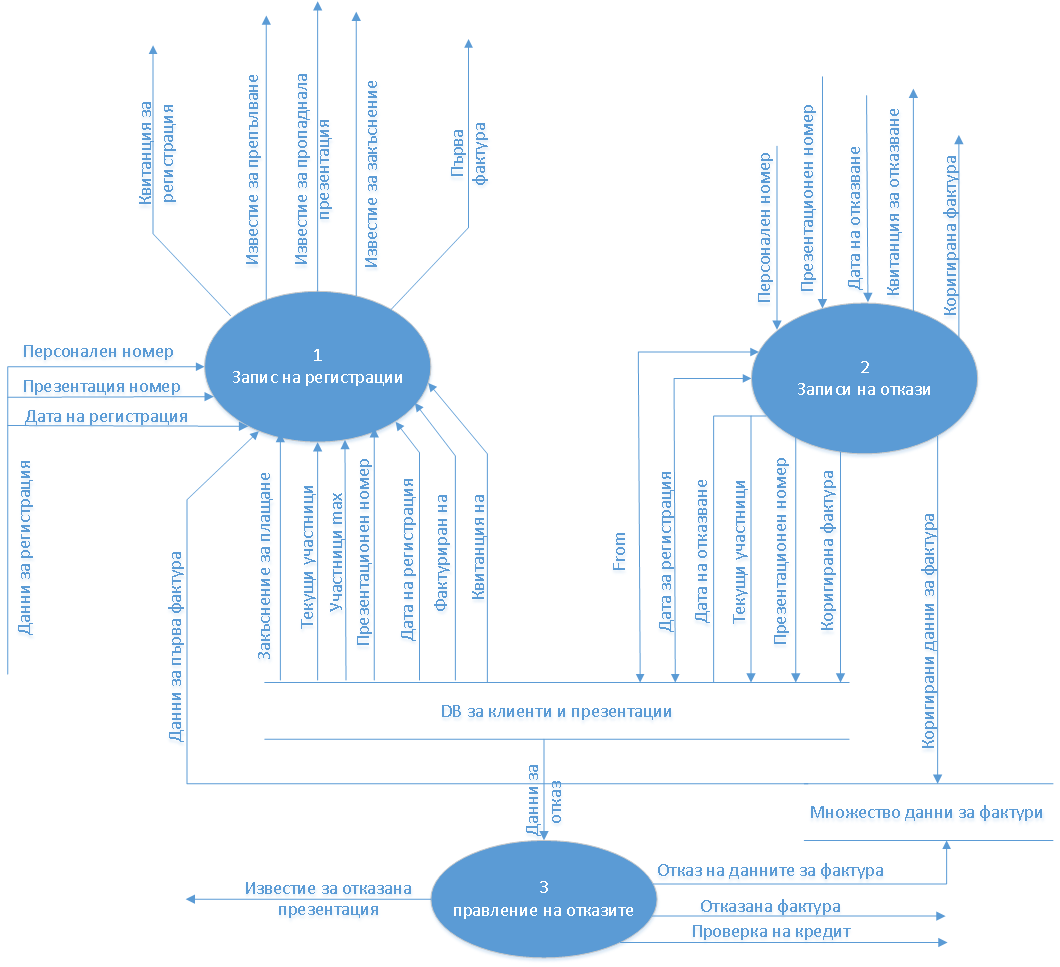 Квитанция за
регистрация
Известие за препълване
Известие за пропаднала
презентация
Известие за закъснение
Първа
фактура
Персонален номер
Презентационен номер
Дата на отказване
Квитанция за отказване
Коригирана фактура
1
Запис на регистрации
2
Записи на откази
Персонален номер
Презентация номер
Дата на регистрация
Данни за регистрация
Данни за първа фактура
Закъснение за плащане
Текущи участници
Участници max
Презентационен номер
Дата на регистрация
Фактуриран на
Квитанция на
From
Дата за регистрация
Дата на отказване
Текущи участници
Презентационен номер
Коригирана фактура
Коригирани данни за фактура
DB за клиенти и презентации
Данни за
отказ
Множество данни за фактури
3
правление на отказите
Известие за отказана
презентация
Отказ на данните за фактура
Отказана фактура
Проверка на кредит